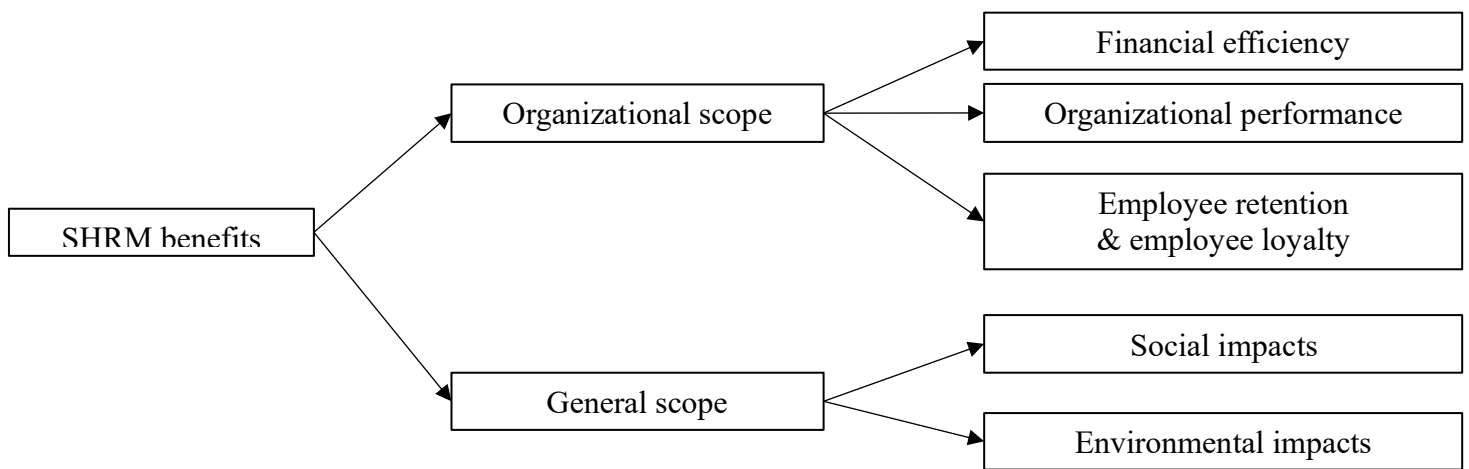 SHRM benefits
Organizational scope
Financial efficiency
Organizational performance
Employee retention
& employee loyalty
General scope
Social impacts
Environmental impacts